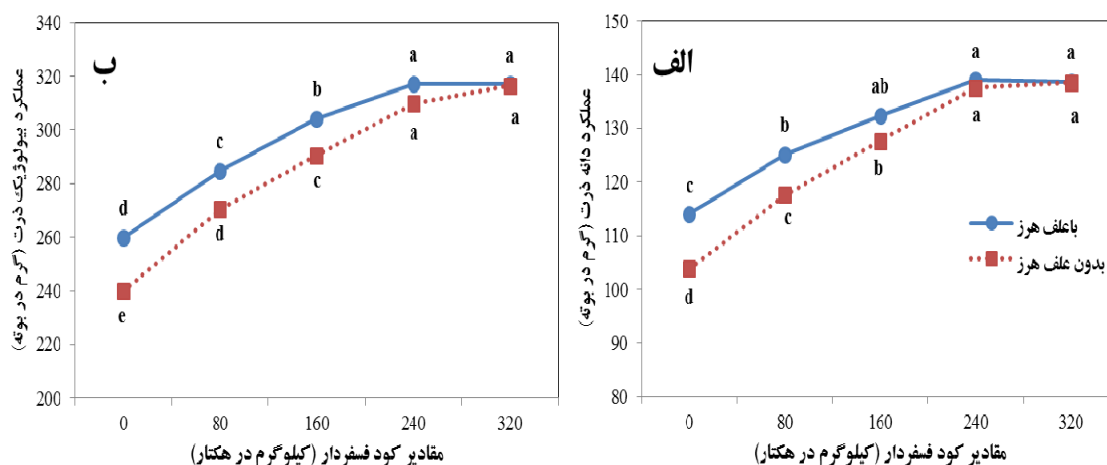 الف
عملکرد دانه ذرت (گرم در بوته)
150
140
130
120
110
100
90
80
a a
ab
b
c
a a
b
c
d
باعلف هرز
بدون علف هرز
0 80 160 240 320
مقادیر کود فسفردار (کیلوگرم در هکتار)
ب
عملکرد بیولوژیک ذرت (گرم در بوته)
340
320
300
280
260
240
220
200
a a
b
c
d
a a
c
d
e
0 80 160 240 320
مقادیر کود فسفردار (کیلوگرم در هکتار)